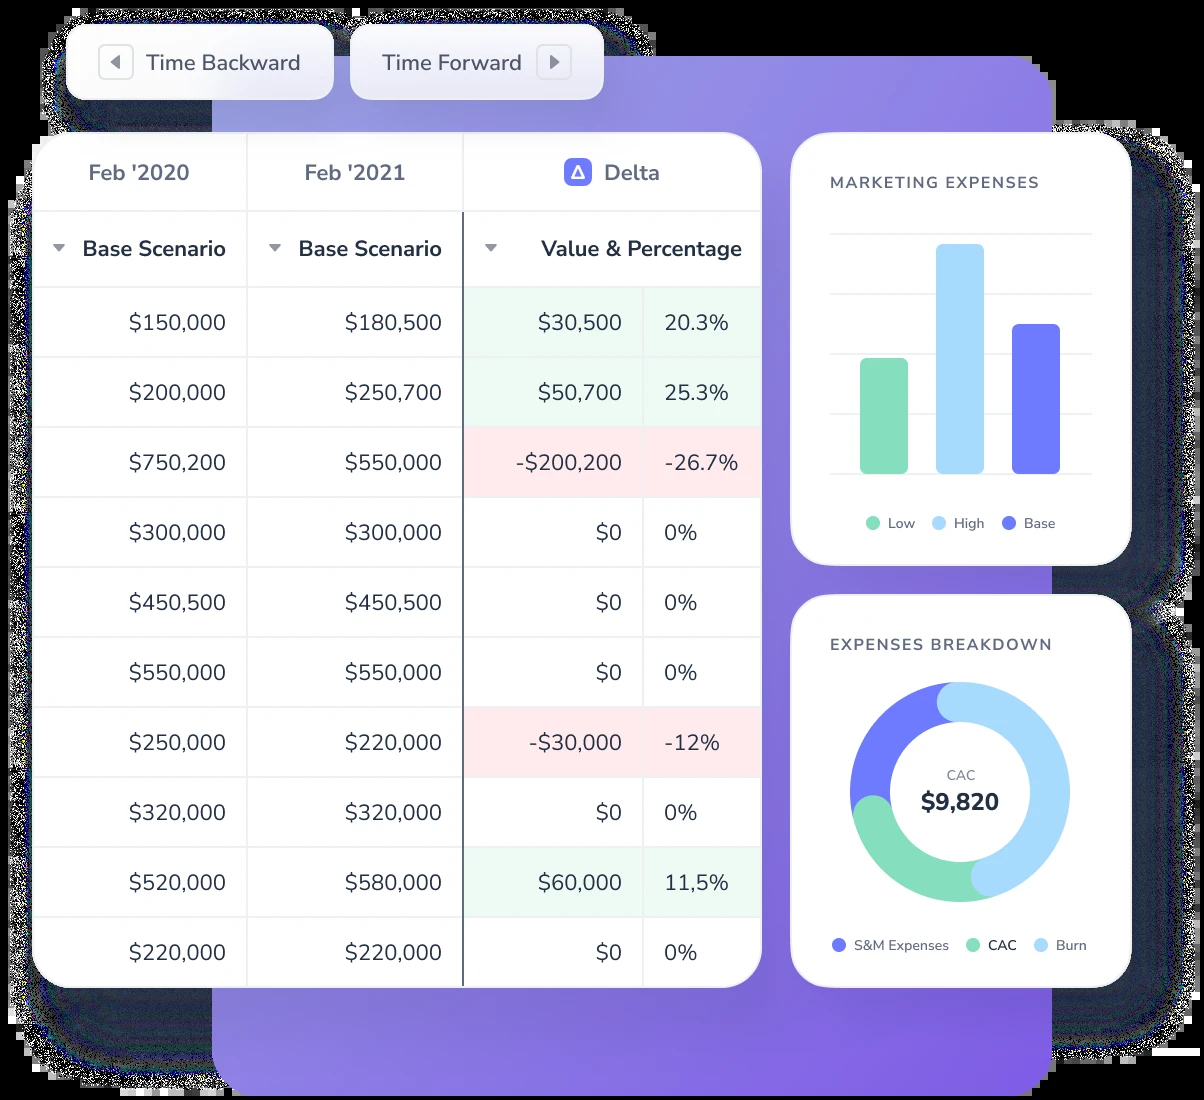 Time Backward Time Forward
Feb '2020 Feb '2021 Delta
Base Scenario Base Scenario Value & Percentage
$150,000 $180,500 $30,500 20.3%
$200,000 $250,700 $50,700 25.3%
$750,200 $550,000 -$200,200 -26.7%
$300,000 $300,000 $0 0%
$450,500 $450,500 $0 0%
$550,000 $550,000 $0 0%
$250,000 $220,000 -$30,000 -12%
$320,000 $320,000 $0 0%
$520,000 $580,000 $60,000 11,5%
$220,000 $220,000 $0 0%
MARKETING EXPENSES
Low High Base
EXPENSES BREAKDOWN
CAC
$9,820
S&M Expenses CAC Burn